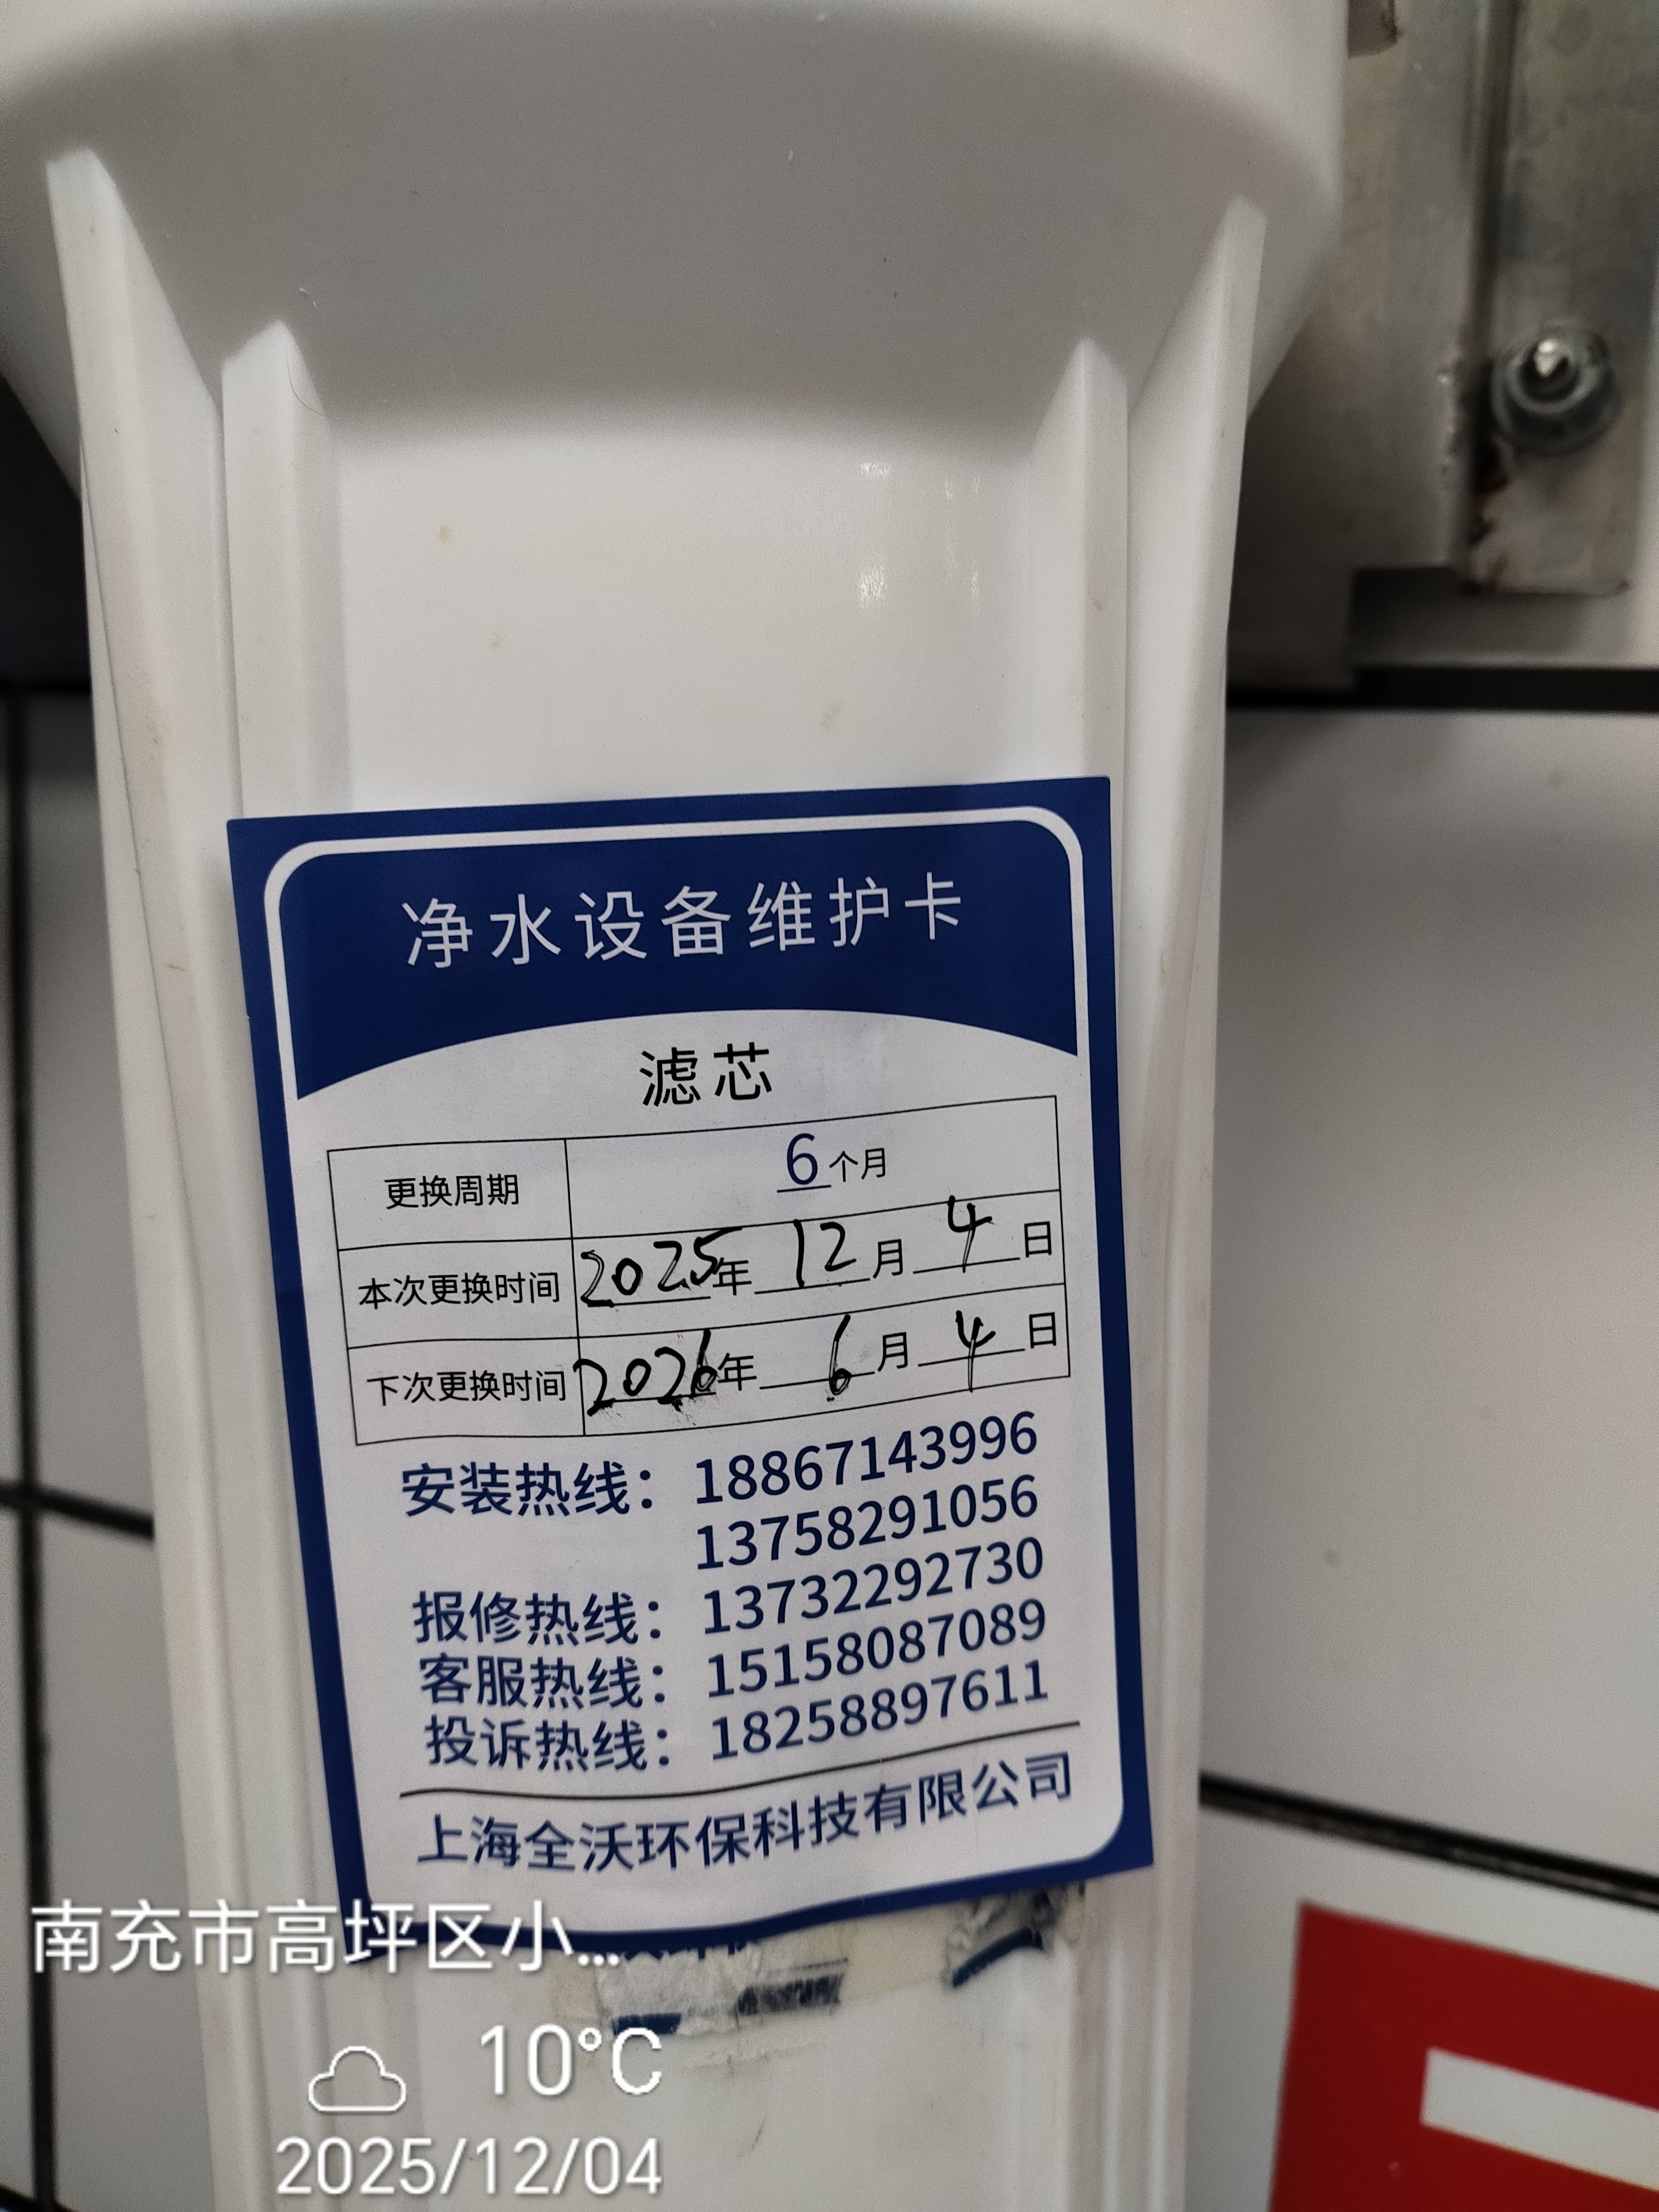 净水设备维护卡
滤芯
更换周期 6个月
本次更换时间 2025年12月4日
下次更换时间 2026年6月4日
安装热线：18867143996
13758291056
报修热线：13732292730
客服热线：15158087089
投诉热线：18258897611
上海全沃环保科技有限公司
南充市高坪区小...
10℃
2025/12/04